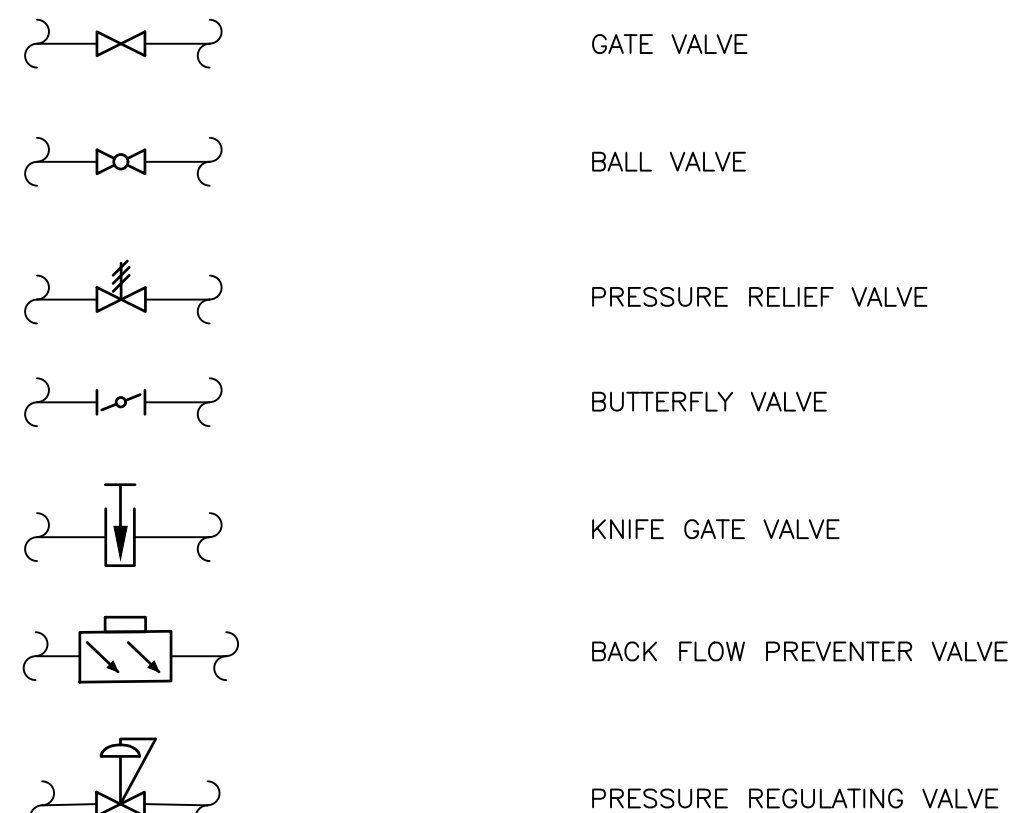 GATE VALVE
BALL VALVE
PRESSURE RELIEF VALVE
BUTTERFLY VALVE
KNIFE GATE VALVE
BACK FLOW PREVENTER VALVE
PRESSURE REGULATING VALVE